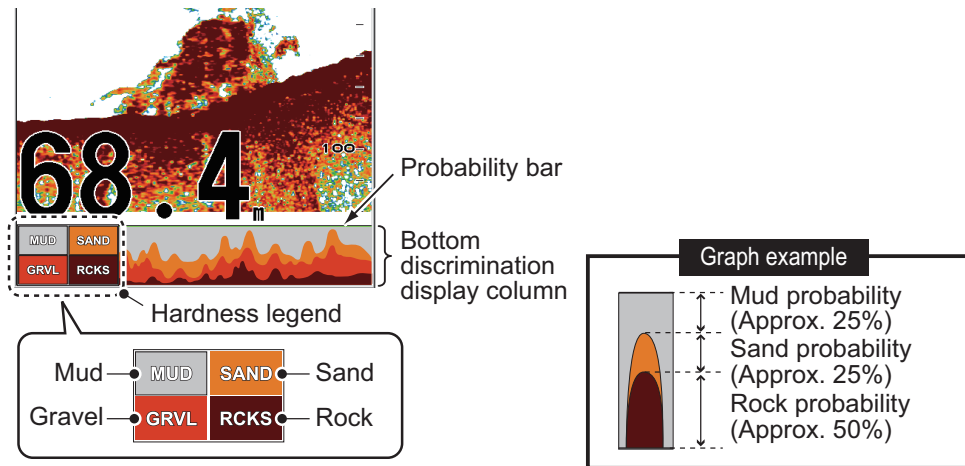 100
68.4m
Probability bar
MUD SAND
GRVL RCKS
Bottom
discrimination
display column
Hardness legend
Mud MUD SAND Sand
Gravel GRVL RCKS Rock
Graph example
Mud probability
(Approx. 25%)
Sand probability
(Approx. 25%)
Rock probability
(Approx. 50%)